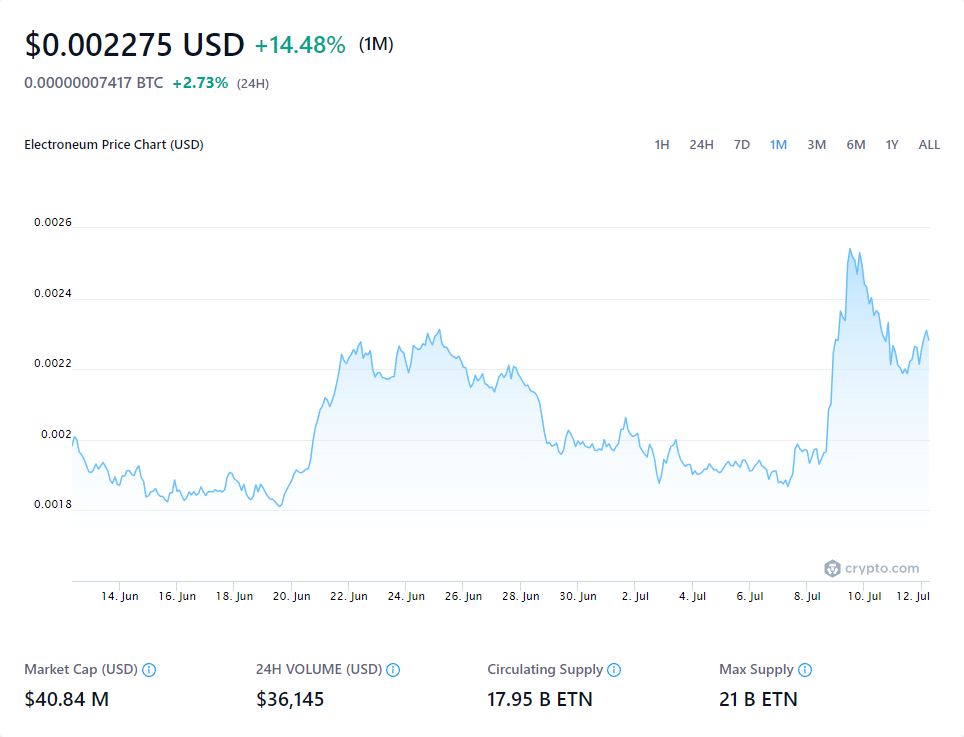 $0.002275 USD +14.48% (1M)
0.00000007417 BTC +2.73% (24H)
Electroneum Price Chart (USD) 1H 24H 7D 1M 3M 6M 1Y ALL
0.0026
0.0024
0.0022
0.002
0.0018
crypto.com
14. Jun 16. Jun 18. Jun 20. Jun 22. Jun 24. Jun 26. Jun 28. Jun 30. Jun 2. Jul 4. Jul 6. Jul 8. Jul 10. Jul 12. Jul
Market Cap (USD) 24H VOLUME (USD) Circulating Supply Max Supply
$40.84 M $36,145 17.95 B ETN 21 B ETN